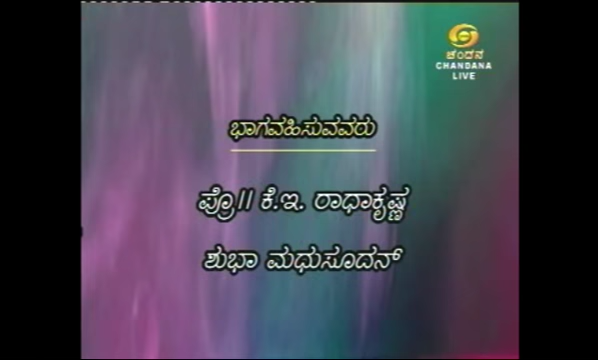 ಚಂದನ
CHANDANA
LIVE
ಭಾಗವಹಿಸುವವರು
ಪ್ರೊ// ಕೆ.ಇ. ರಾಧಾಕೃಷ್ಣ
ಶುಭಾ ಮಧುಸೂದನ್